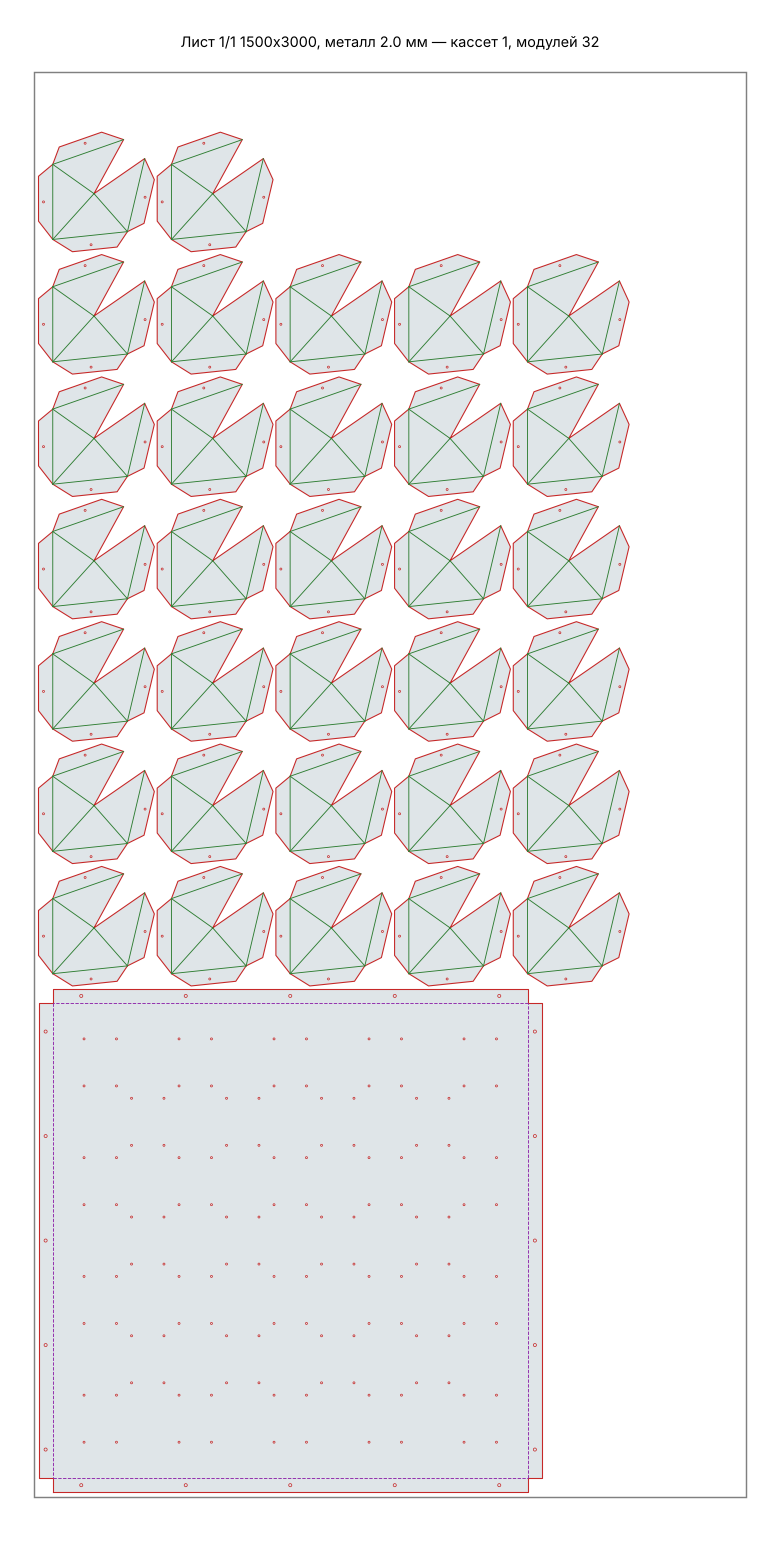 Лист 1/1 1500x3000, металл 2.0 мм — кассет 1, модулей 32